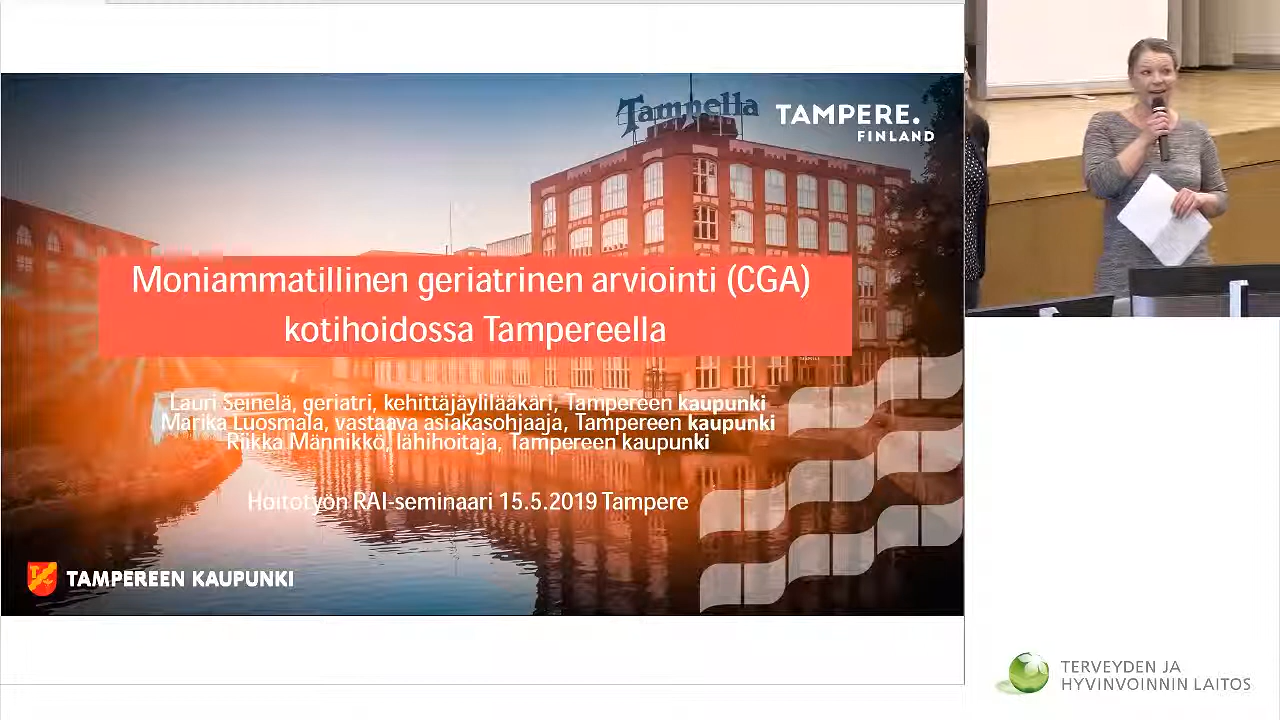 Tampella
TAMPERE.
FINLAND
Moniammatillinen geriatrinen arviointi (CGA)
kotihoidossa Tampereella
Lauri Seinelä, geriatri, kehittäjäylilääkäri, Tampereen kaupunki
Marika Luosmala, vastaava asiakasohjaaja, Tampereen kaupunki
Riikka Männikkö, lähihoitaja, Tampereen kaupunki
Hoitotyön RAI-seminaari 15.5.2019 Tampere
TAMPEREEN KAUPUNKI
TERVEYDEN JA
HYVINVOINNIN LAITOS